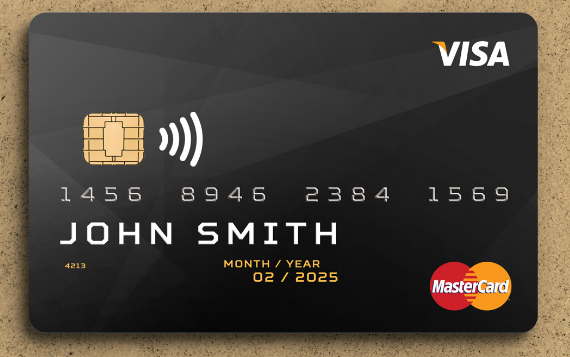 VISA
1456 8946 2384 1569
JOHN SMITH
4213
MONTH / YEAR
02 / 2025
MasterCard